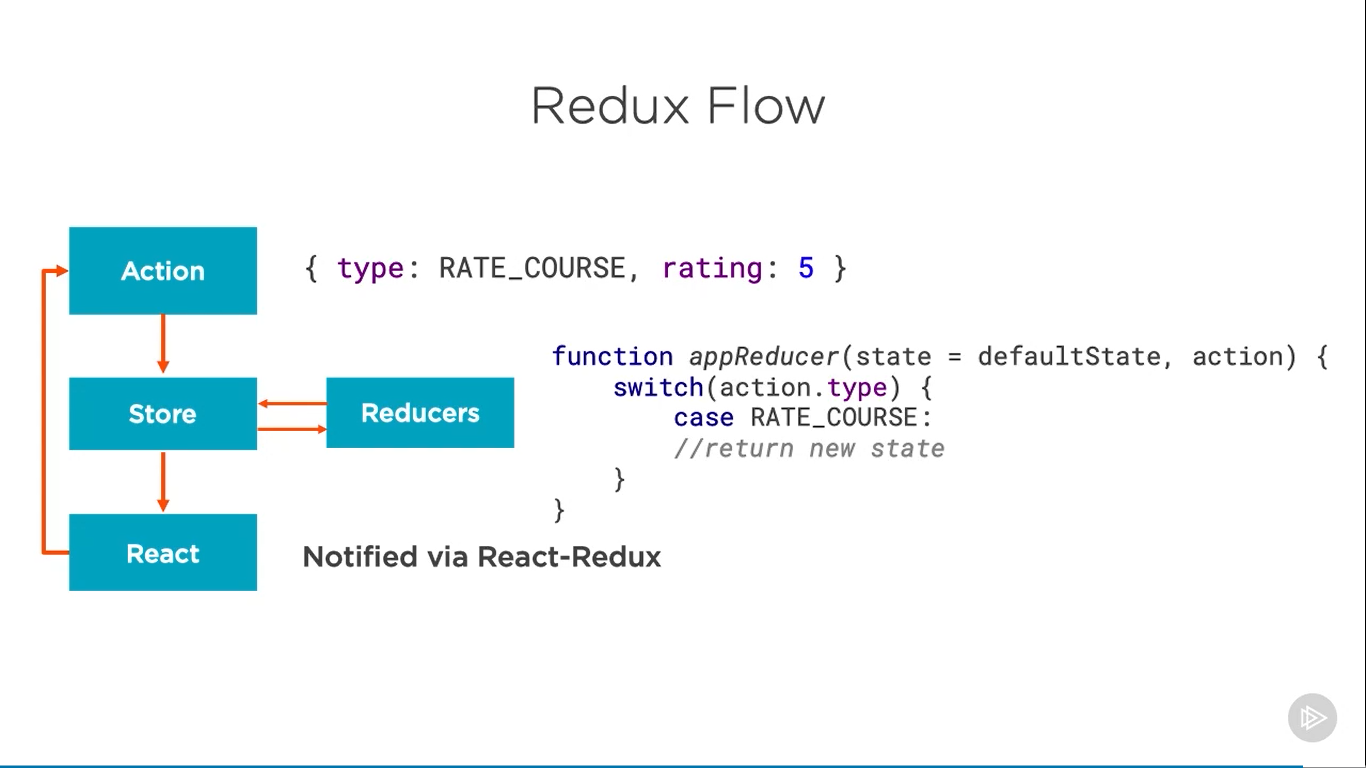 Redux Flow
Action
{ type: RATE_COURSE, rating: 5 }
Store
Reducers
function appReducer(state = defaultState, action) {
    switch(action.type) {
        case RATE_COURSE:
        //return new state
    }
}
React
Notified via React-Redux